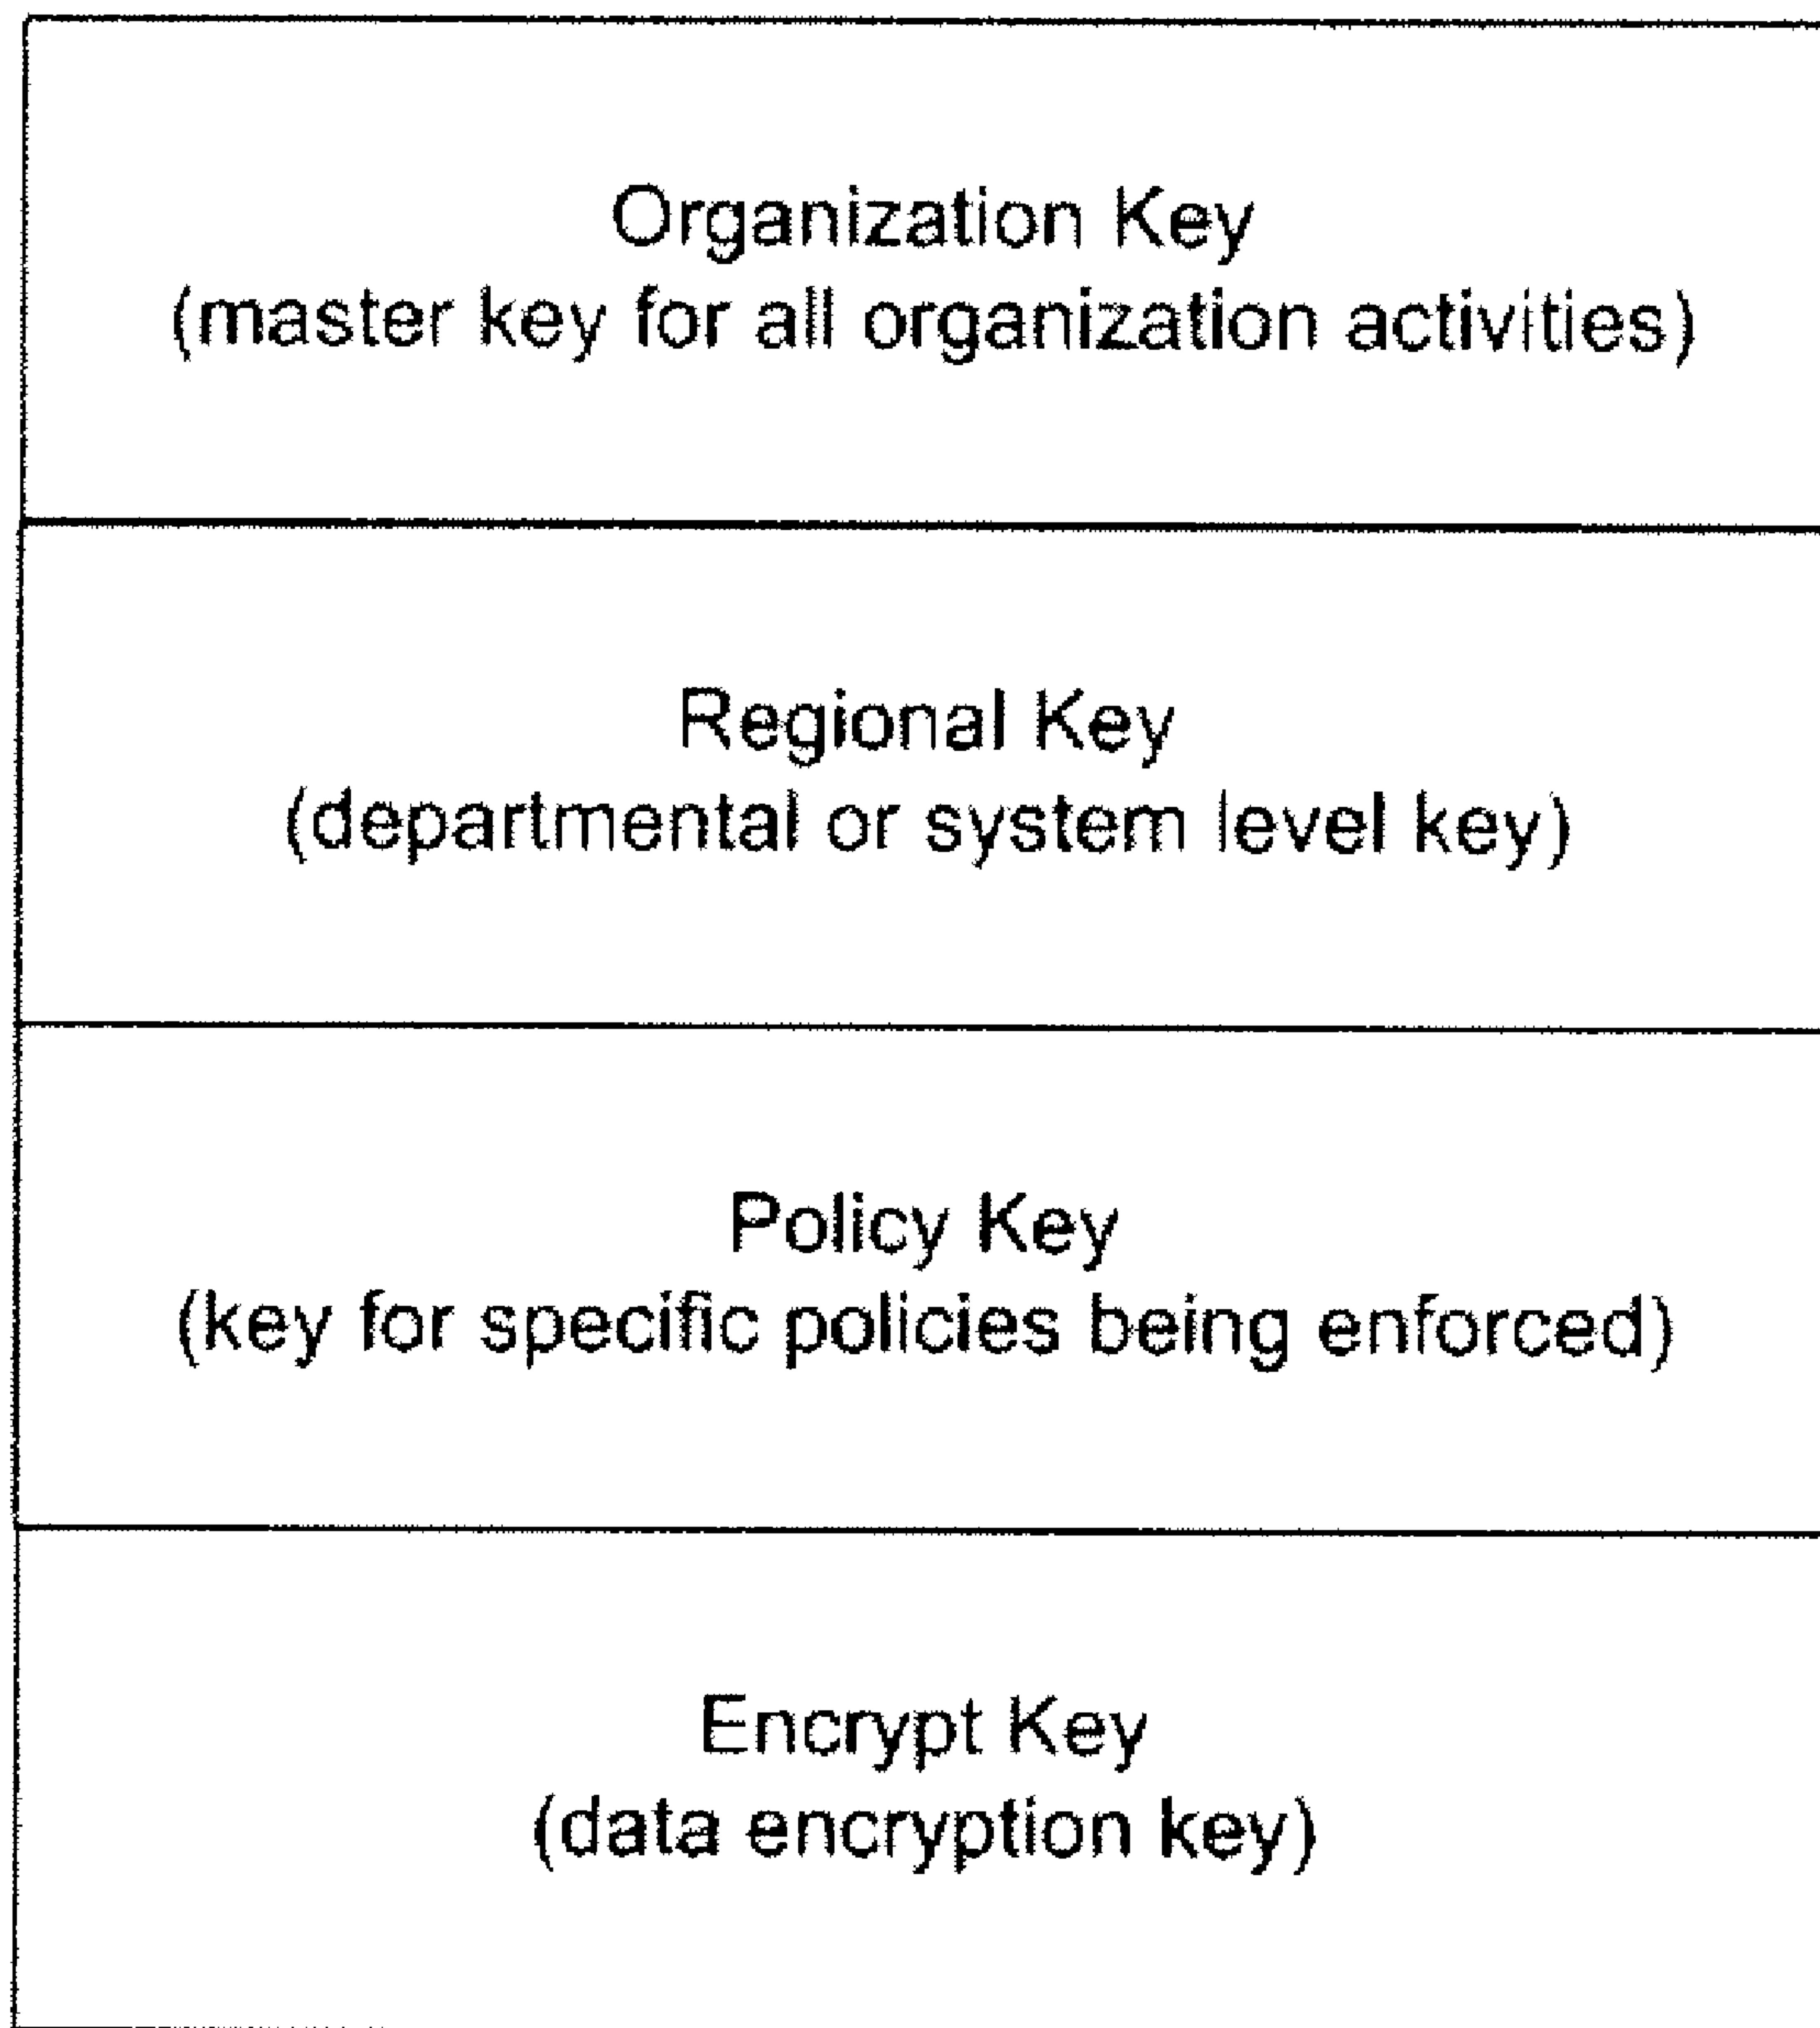 Organization Key
(master key for all organization activities)
Regional Key
(departmental or system level key)
Policy Key
(key for specific policies being enforced)
Encrypt Key
(data encryption key)